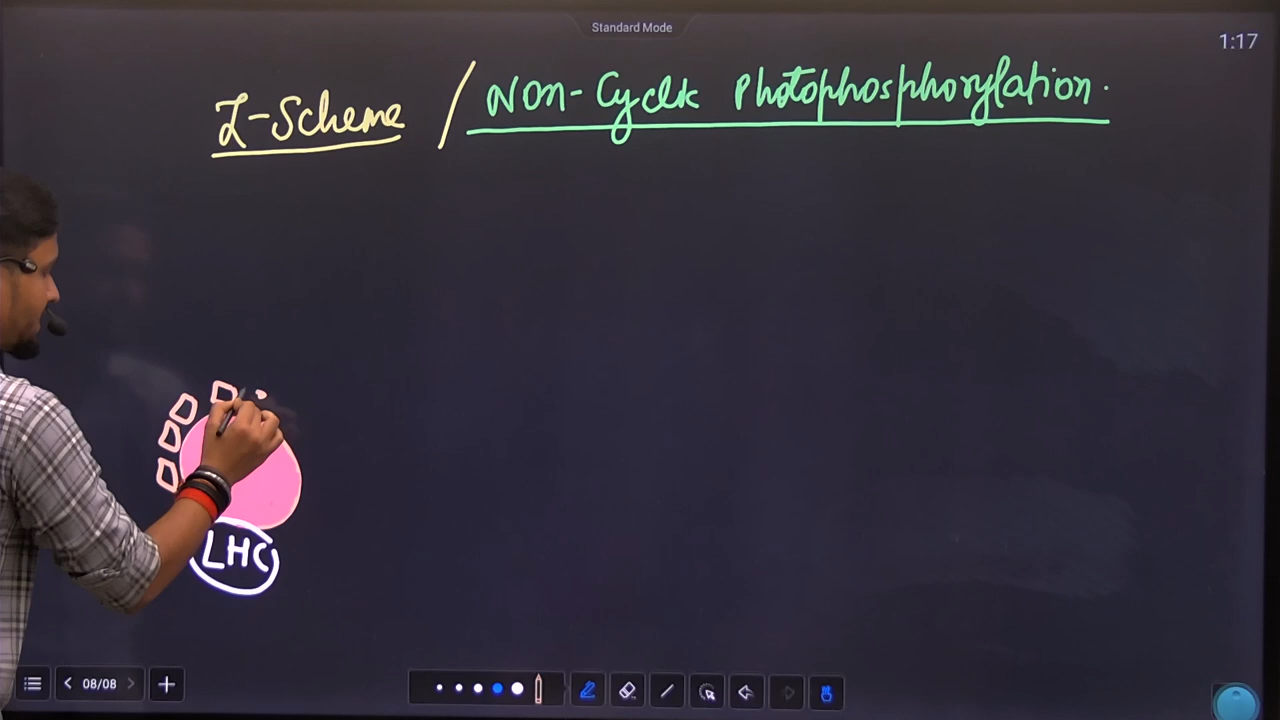 Standard Mode
1:17
Z-Scheme / Non-Cyclic Photophosphorylation.
LHC
08/08